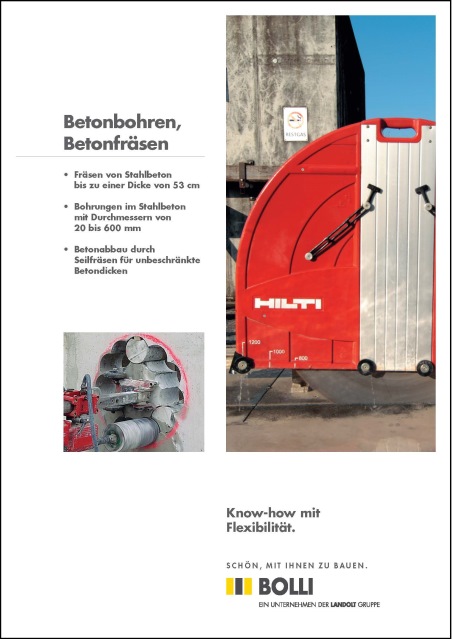 Betonbohren,
Betonfräsen
• Fräsen von Stahlbeton
bis zu einer Dicke von 53 cm
• Bohrungen im Stahlbeton
mit Durchmessern von
20 bis 600 mm
• Betonabbau durch
Seilfräsen für unbeschränkte
Betondicken
RESTGAS
HILTI
1200
1000
800
Know-how mit
Flexibilität.
SCHÖN, MIT IHNEN ZU BAUEN.
BOLLI
EIN UNTERNEHMEN DER LANDOLT GRUPPE